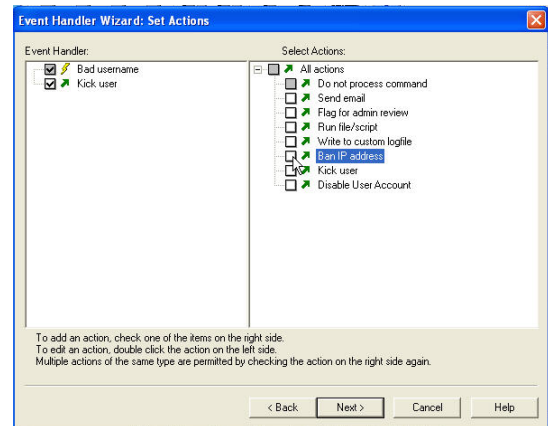 Event Handler Wizard: Set Actions
Event Handler:
Select Actions:
Bad username
Kick user
All actions
Do not process command
Send email
Flag for admin review
Run file/script
Write to custom logfile
Ban IP address
Kick user
Disable User Account
To add an action, check one of the items on the right side.
To edit an action, double click the action on the left side.
Multiple actions of the same type are permitted by checking the action on the right side again.
< Back
Next >
Cancel
Help